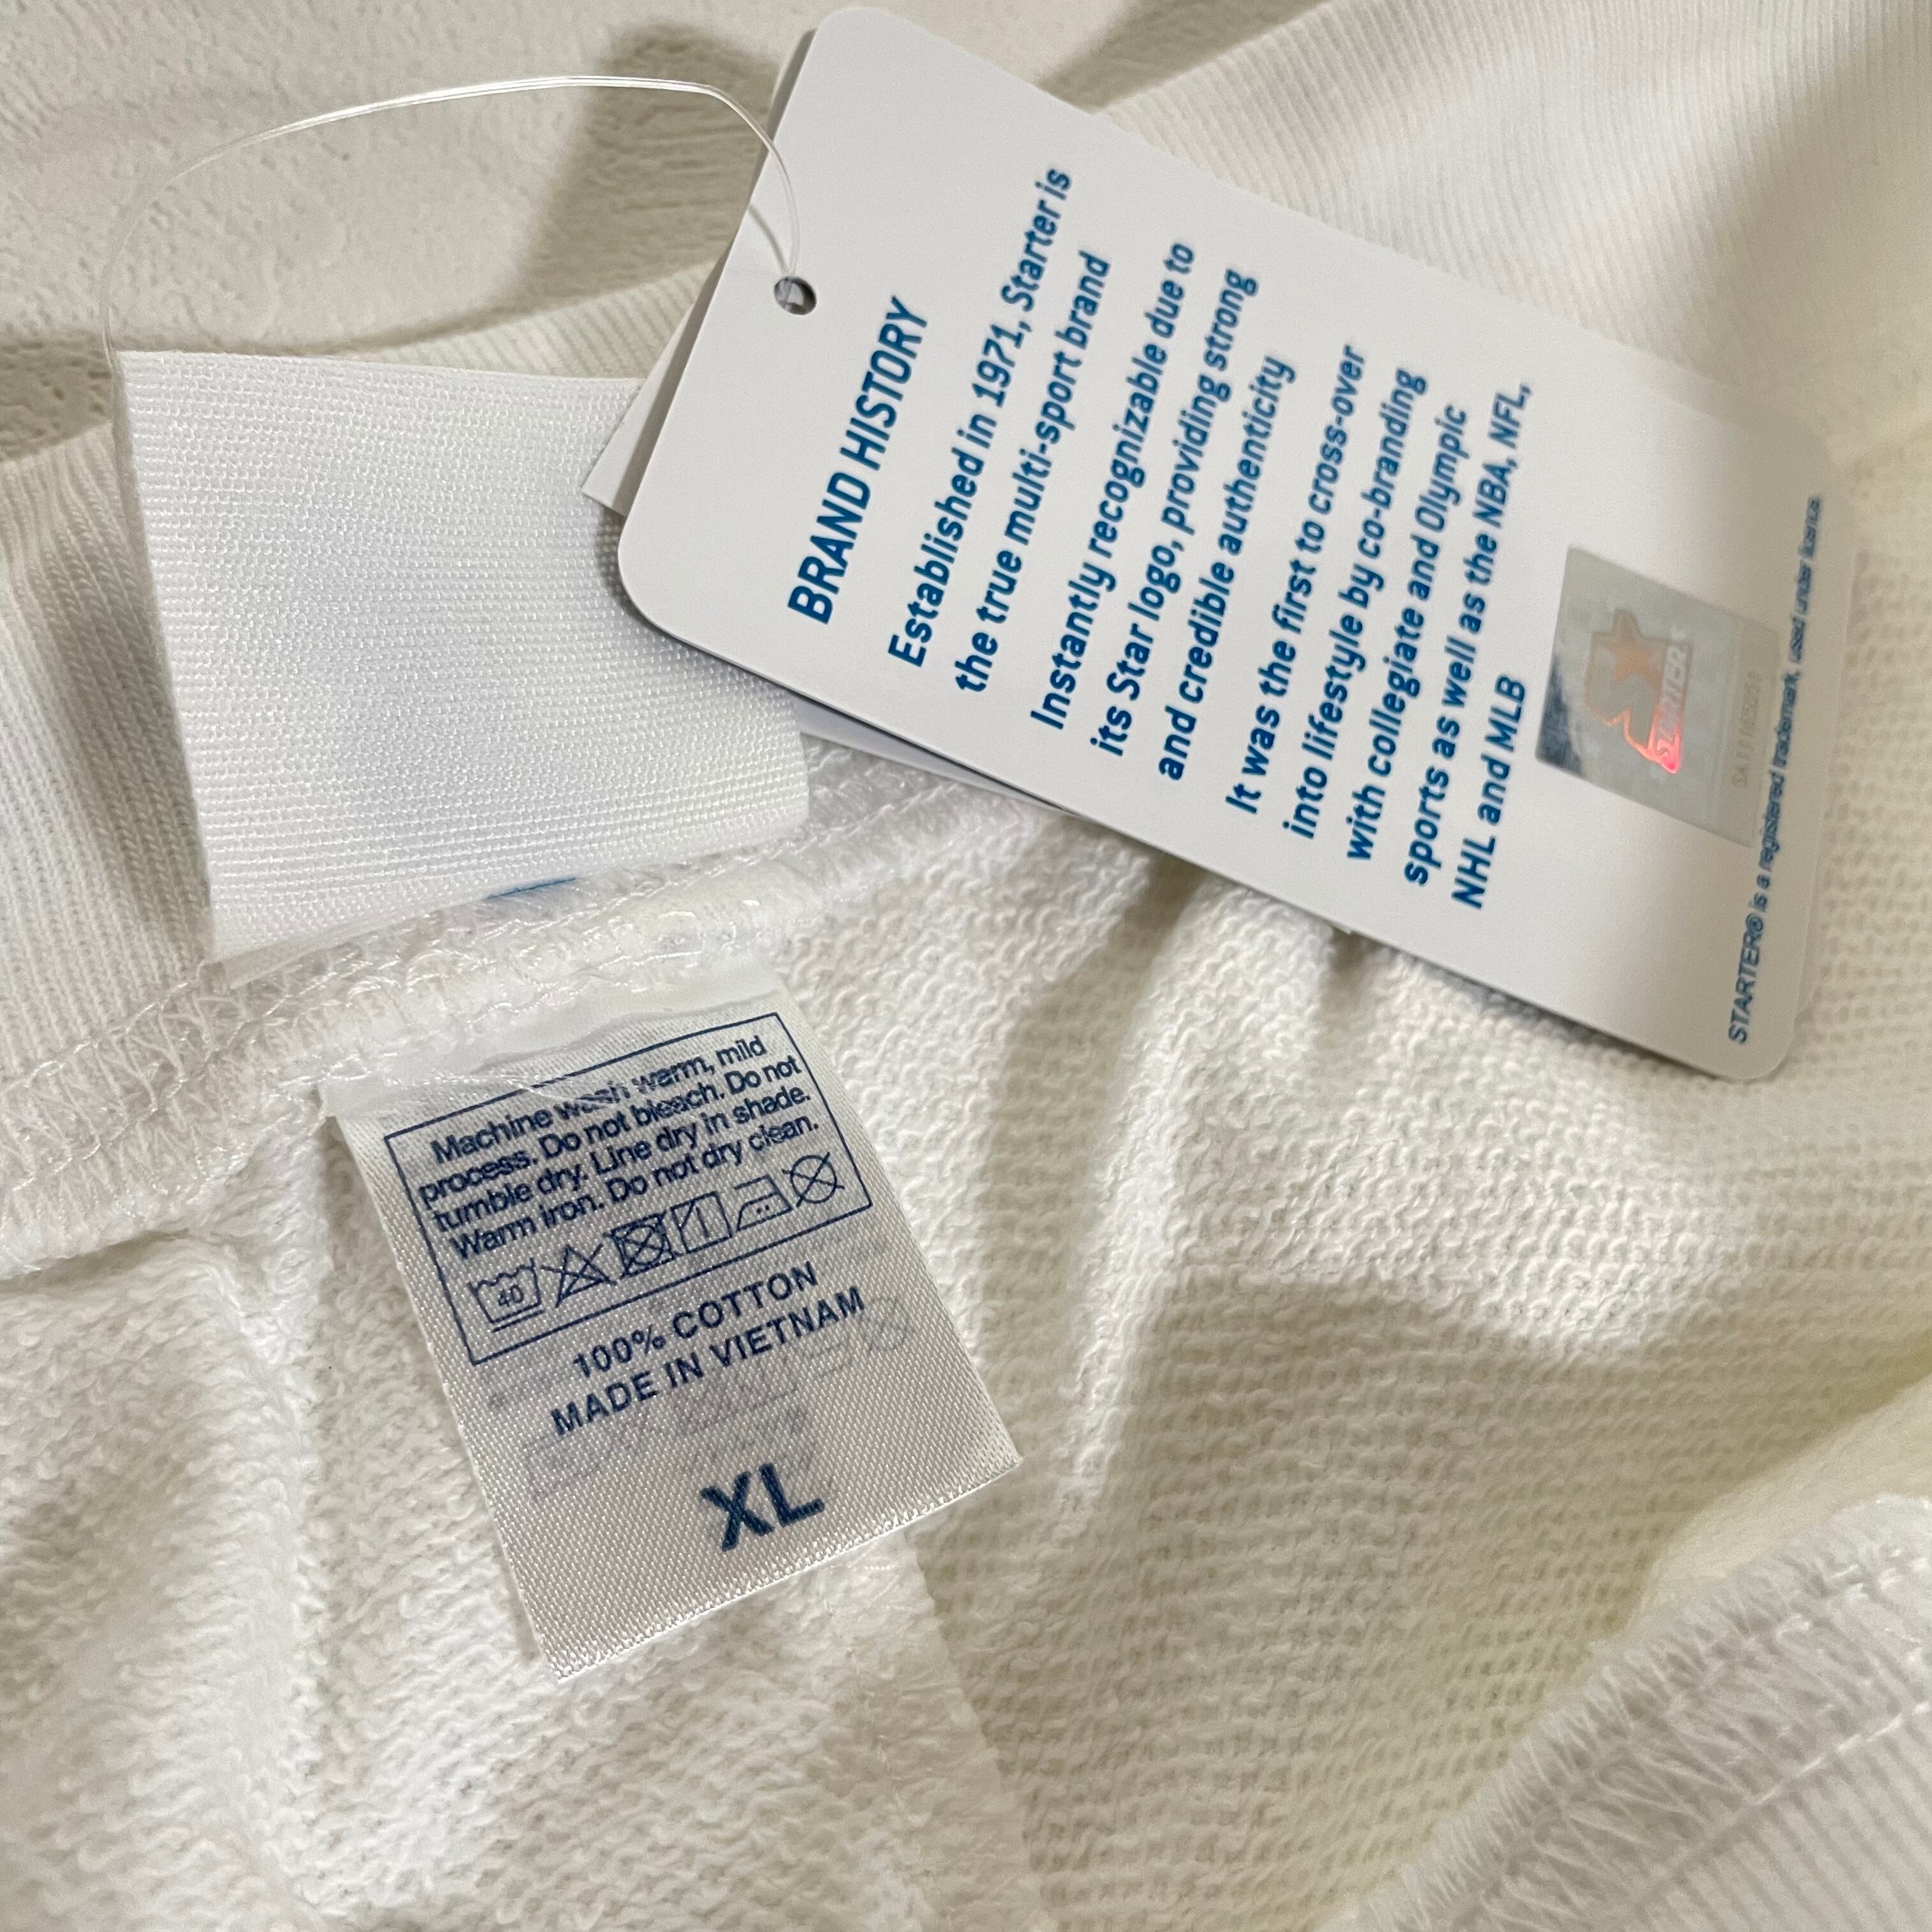 BRAND HISTORY
Established in 1971, Starter is
the true multi-sport brand
Instantly recognizable due to
its Star logo, providing strong
and credible authenticity
It was the first to cross-over
into lifestyle by co-branding
with collegiate and Olympic
sports as well as the NBA, NFL,
NHL and MLB
STARTER
STARTER® is a registered trademark, used under licence.
Machine wash warm, mild
process. Do not bleach. Do not
tumble dry. Line dry in shade.
Warm iron. Do not dry clean.
40
100% COTTON
MADE IN VIETNAM
XL